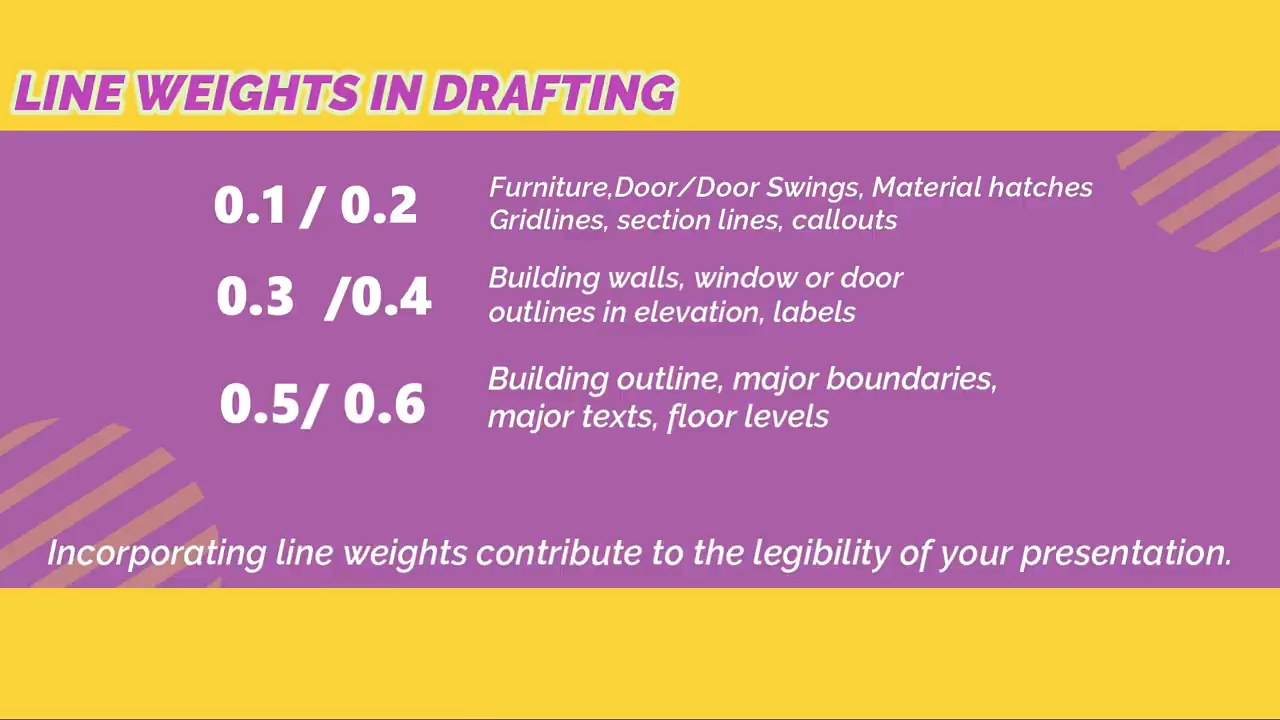 LINE WEIGHTS IN DRAFTING
0.1 / 0.2
Furniture,Door/Door Swings, Material hatches
Gridlines, section lines, callouts
0.3 /0.4
Building walls, window or door
outlines in elevation, labels
0.5/ 0.6
Building outline, major boundaries,
major texts, floor levels
Incorporating line weights contribute to the legibility of your presentation.